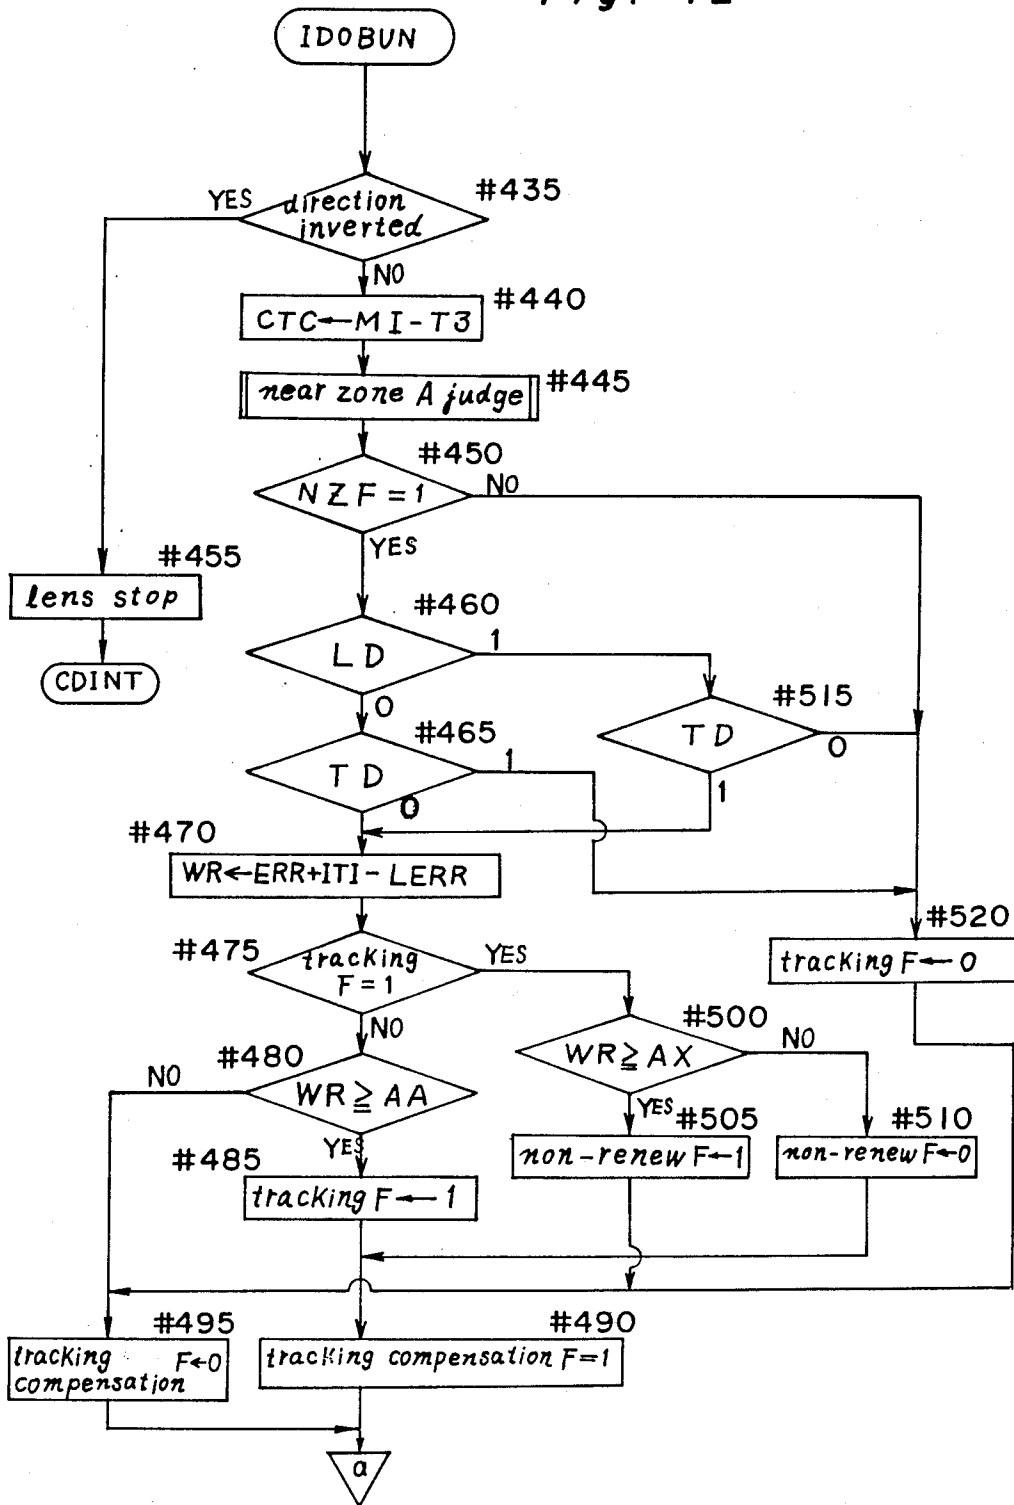 IDOBUN
#435
YES
direction
inverted
NO
#440
CTC←MI-T3
#445
near zone A judge
#450
NZF=1
NO
YES
#455
lens stop
CDINT
#460
LD
1
0
#515
TD
0
1
#465
TD
1
0
#470
WR←ERR+ITI-LERR
#475
tracking
F=1
YES
NO
#520
tracking F←0
#480
WR≧AA
NO
YES
#500
WR≧AX
NO
YES
#505
non-renew F←1
#510
non-renew F←0
#485
tracking F←1
#495
tracking F←0
compensation
#490
tracking compensation F=1
a